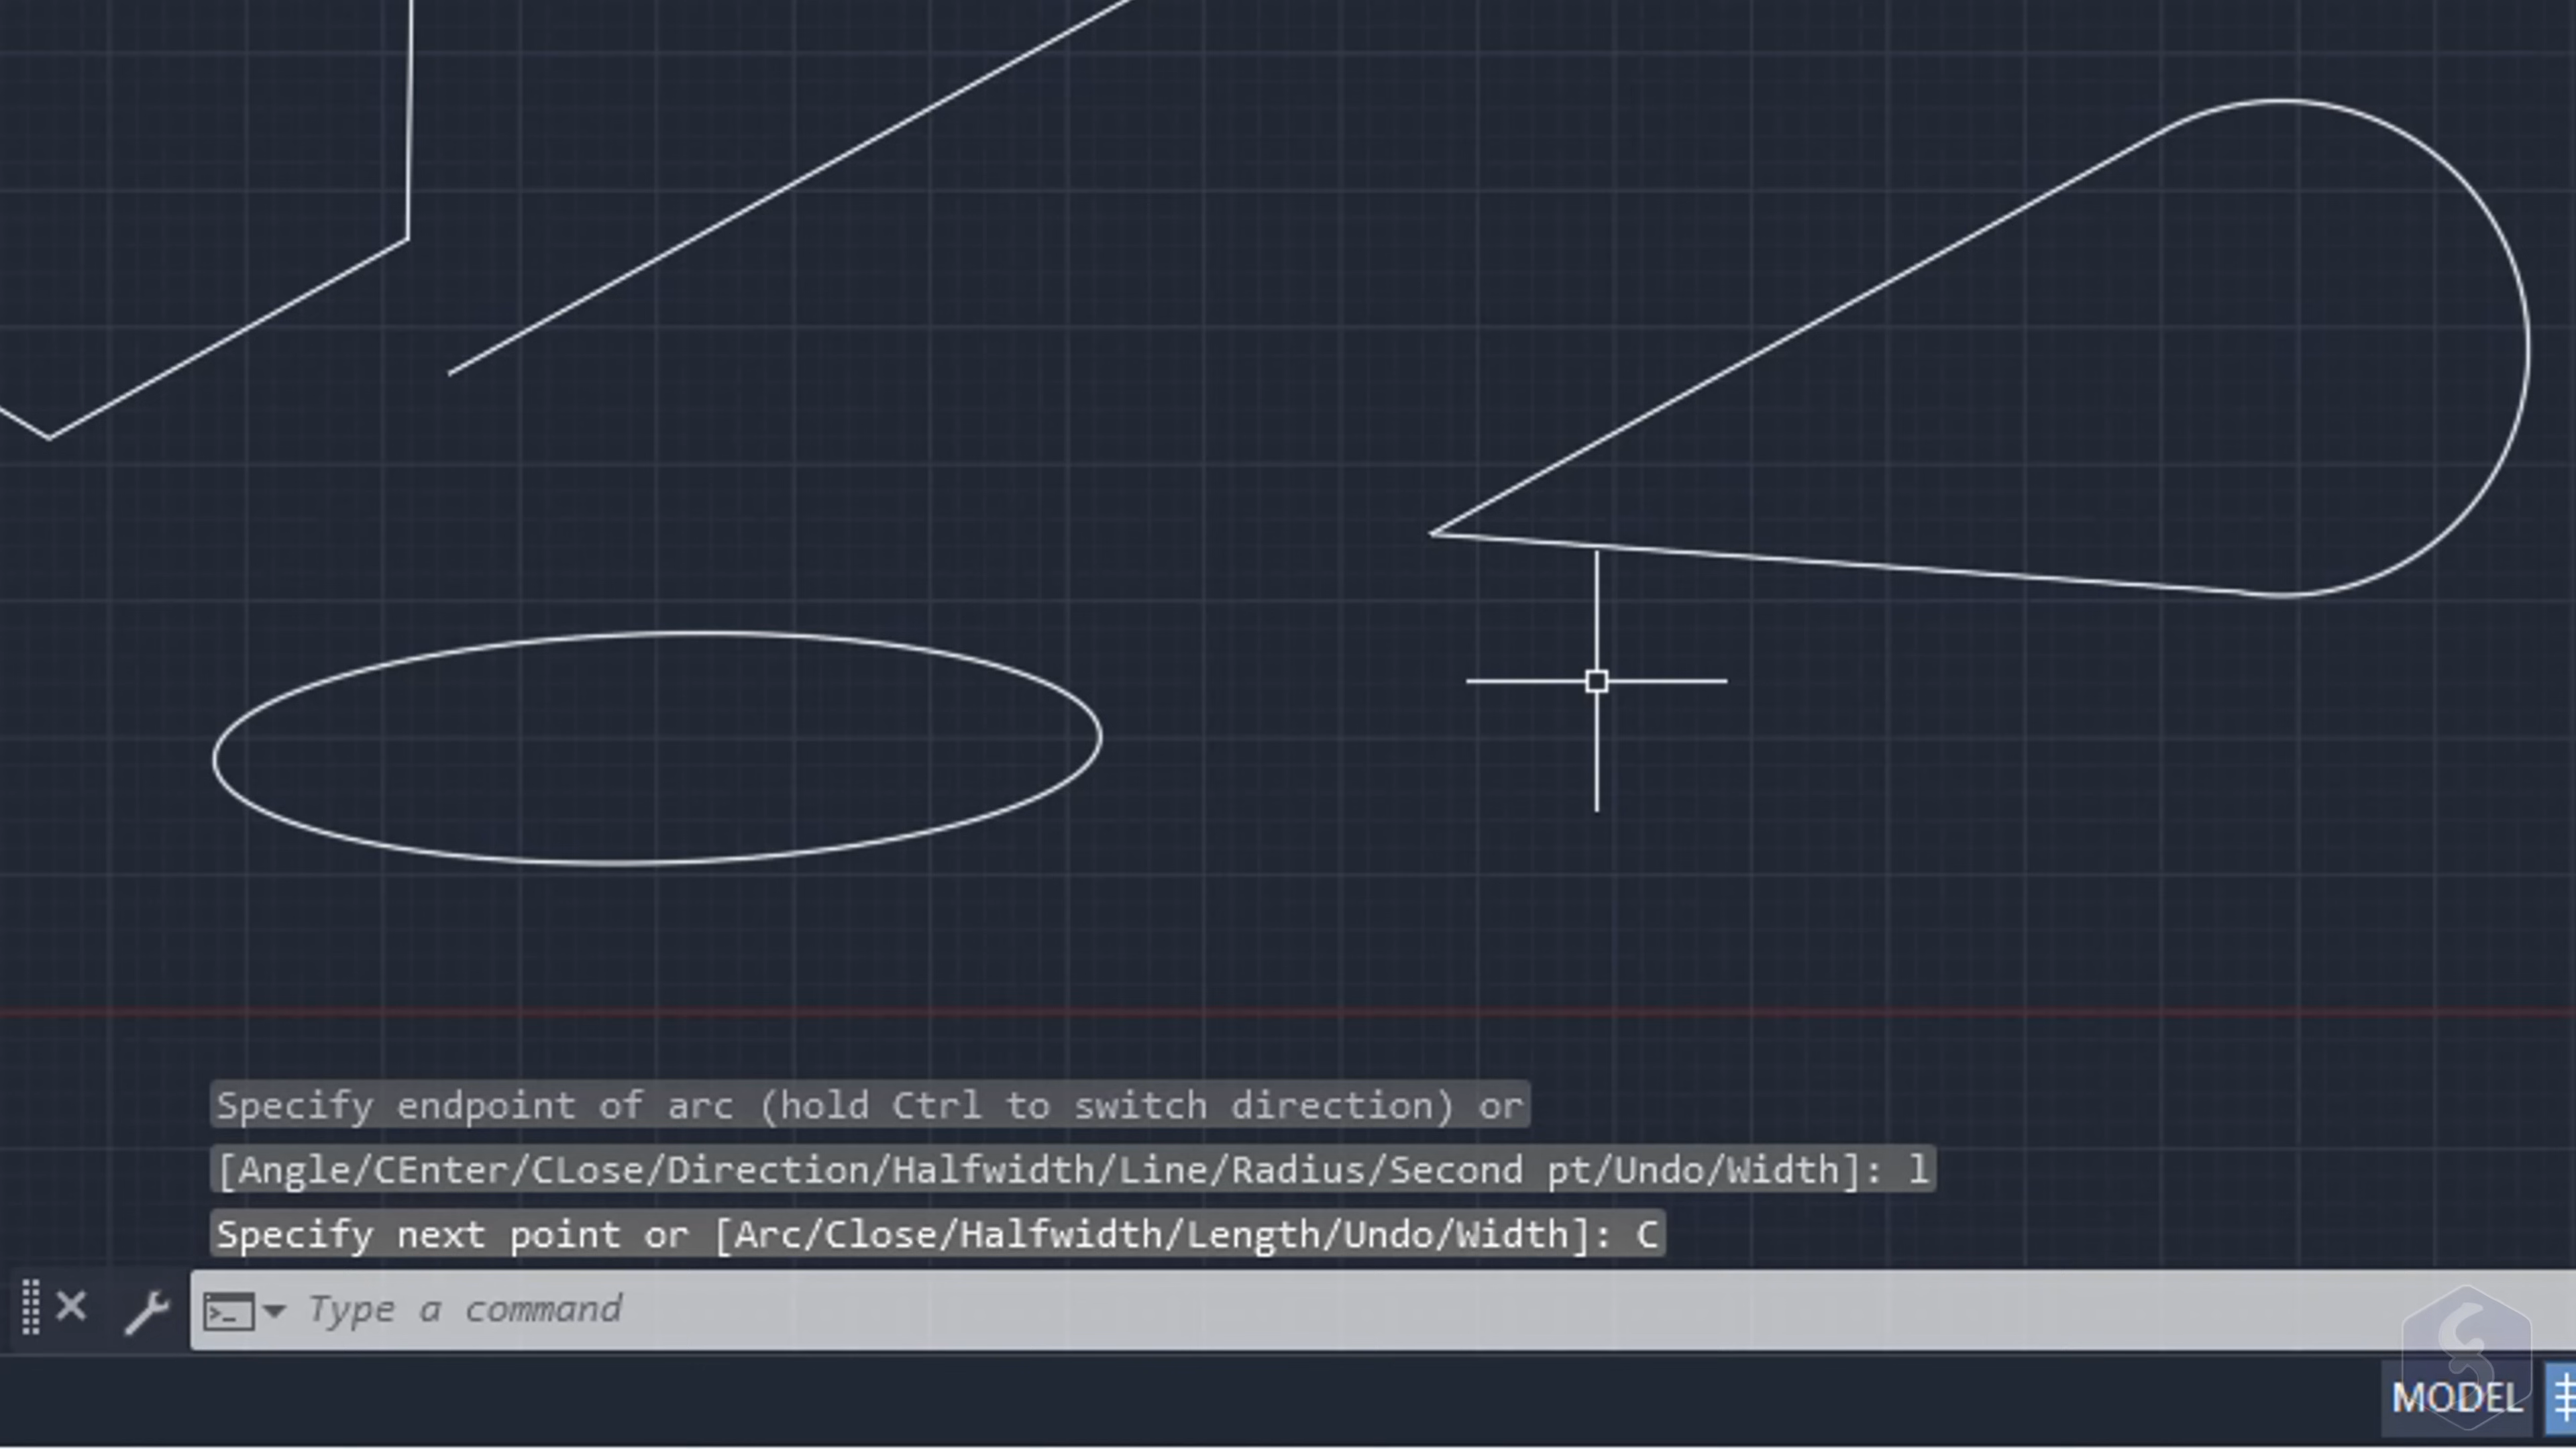 Specify endpoint of arc (hold Ctrl to switch direction) or
[Angle/CEnter/CLose/Direction/Halfwidth/Line/Radius/Second pt/Undo/Width]: l
Specify next point or [Arc/Close/Halfwidth/Length/Undo/Width]: C
Type a command
MODEL